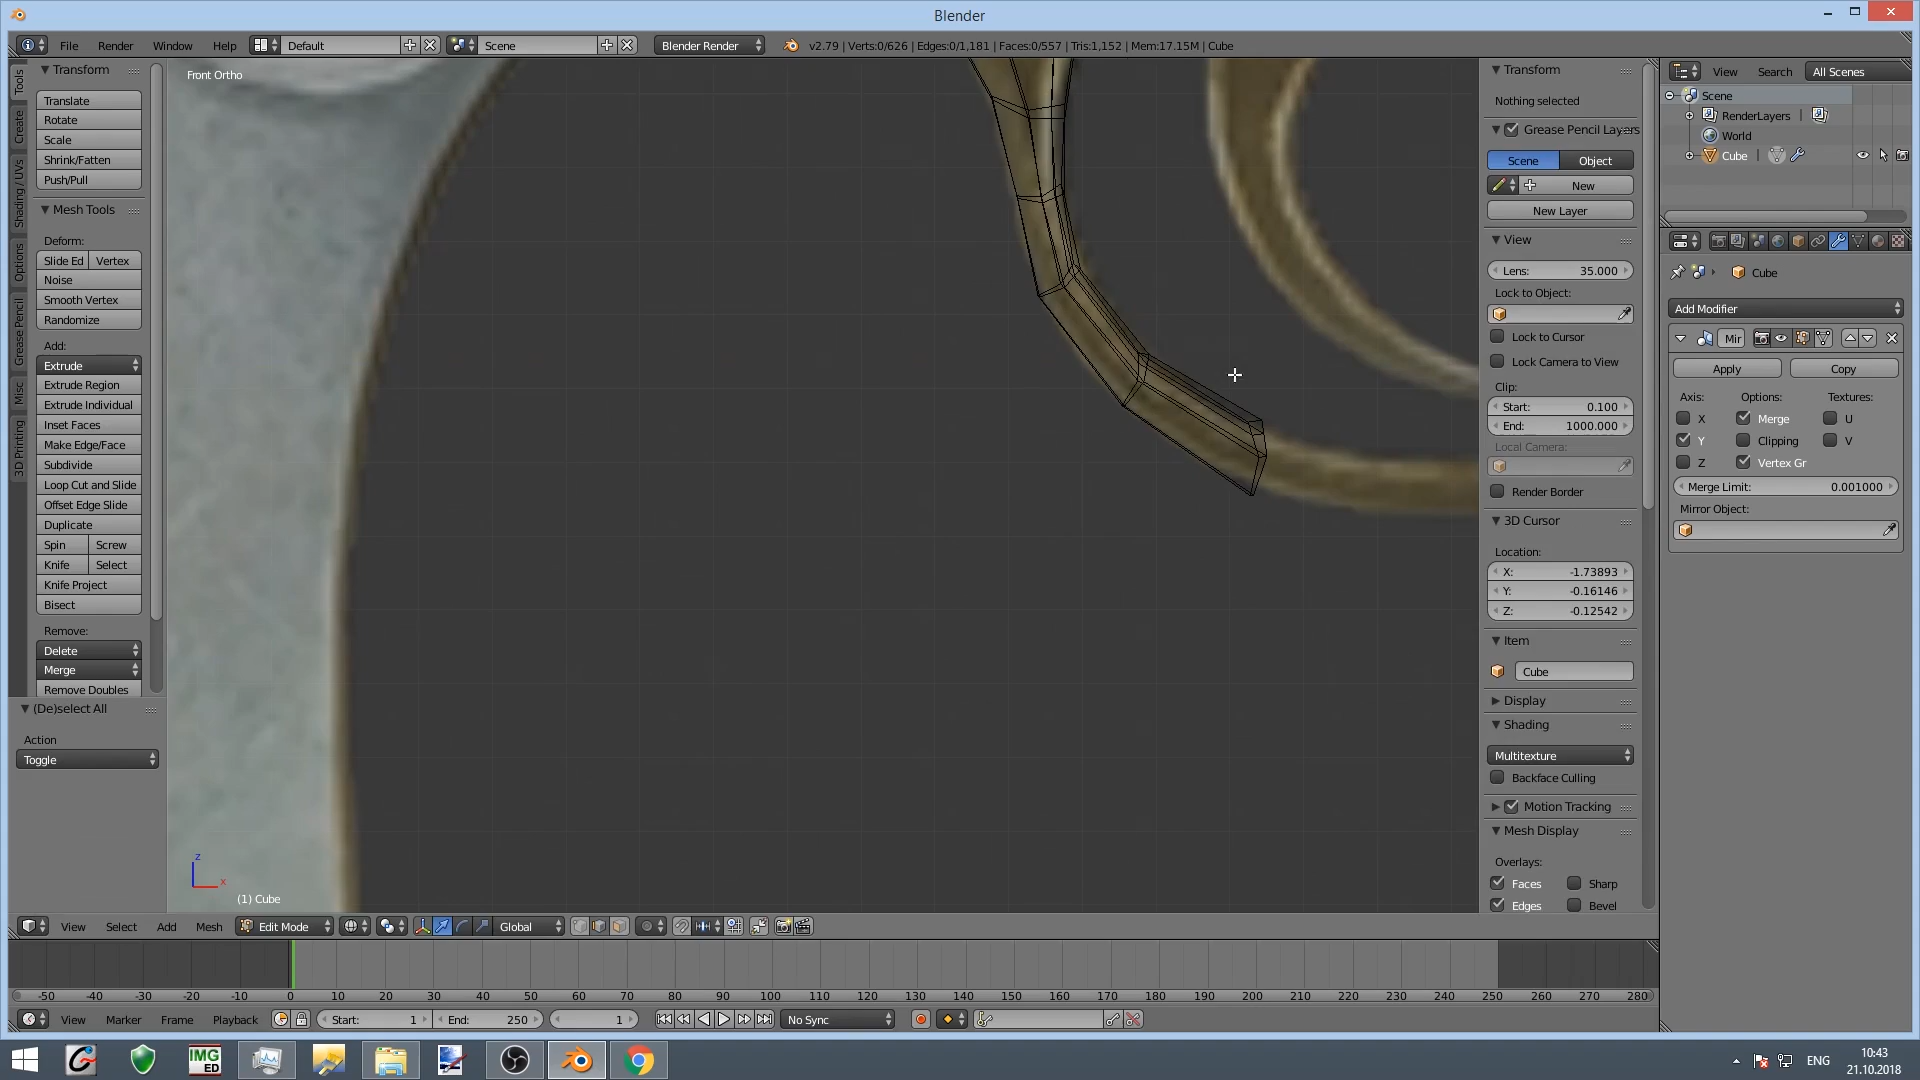 Blender
File Render Window Help Default Scene Blender Render v2.79 | Verts:0/626 | Edges:0/1,181 | Faces:0/557 | Tris:1,152 | Mem:17.15M | Cube
Tools
Create
Shading / UVs
Options
Grease Pencil
Misc
3D Printing
Transform
Translate
Rotate
Scale
Shrink/Fatten
Push/Pull
Mesh Tools
Deform:
Slide Ed Vertex
Noise
Smooth Vertex
Randomize
Add:
Extrude
Extrude Region
Extrude Individual
Inset Faces
Make Edge/Face
Subdivide
Loop Cut and Slide
Offset Edge Slide
Duplicate
Spin Screw
Knife Select
Knife Project
Bisect
Remove:
Delete
Merge
Remove Doubles
(De)select All
Action
Toggle
Front Ortho
z
x
(1) Cube
Transform
Nothing selected
Grease Pencil Layers
Scene Object
New
New Layer
View
Lens: 35.000
Lock to Object:
Lock to Cursor
Lock Camera to View
Clip:
Start: 0.100
End: 1000.000
Local Camera:
Render Border
3D Cursor
Location:
X: -1.73893
Y: -0.16146
Z: -0.12542
Item
Cube
Display
Shading
Multitexture
Backface Culling
Motion Tracking
Mesh Display
Overlays:
Faces Sharp
Edges Bevel
View Search All Scenes
Scene
RenderLayers |
World
Cube |
Cube
Add Modifier
Mir
Apply Copy
Axis: Options: Textures:
X Merge U
Y Clipping V
Z Vertex Gr
Merge Limit: 0.001000
Mirror Object:
View Select Add Mesh Edit Mode Global
-50 -40 -30 -20 -10 0 10 20 30 40 50 60 70 80 90 100 110 120 130 140 150 160 170 180 190 200 210 220 230 240 250 260 270 280
View Marker Frame Playback Start: 1 End: 250 1 No Sync
IMG
ED
ENG
10:43
21.10.2018